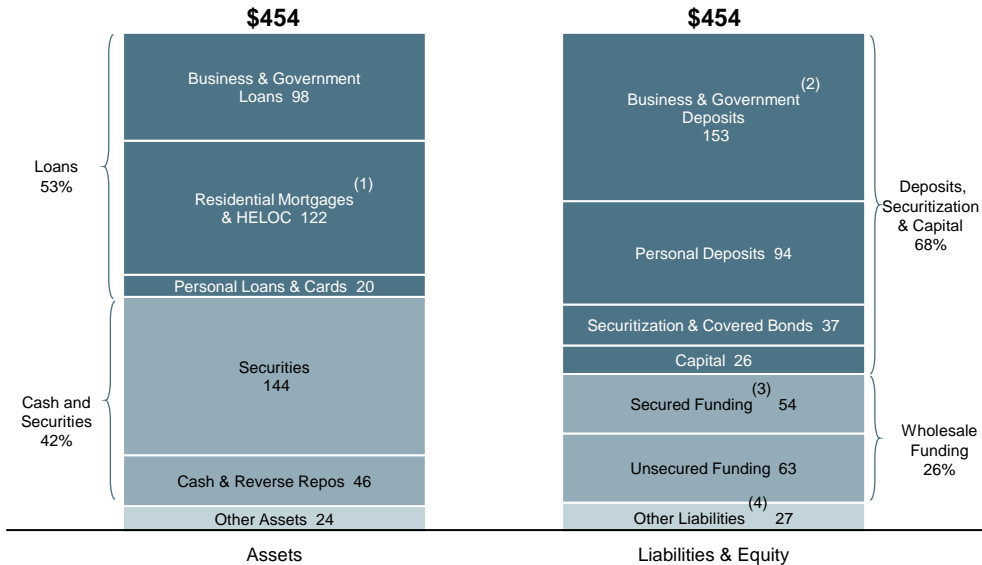 $454
Business & Government
Loans 98
Residential Mortgages (1)
& HELOC 122
Personal Loans & Cards 20
Securities
144
Cash & Reverse Repos 46
Other Assets 24
Loans
53%
Cash and
Securities
42%
Assets
$454
Business & Government (2)
Deposits
153
Personal Deposits 94
Securitization & Covered Bonds 37
Capital 26
Secured Funding (3) 54
Unsecured Funding 63
Other Liabilities (4) 27
Deposits,
Securitization
& Capital
68%
Wholesale
Funding
26%
Liabilities & Equity